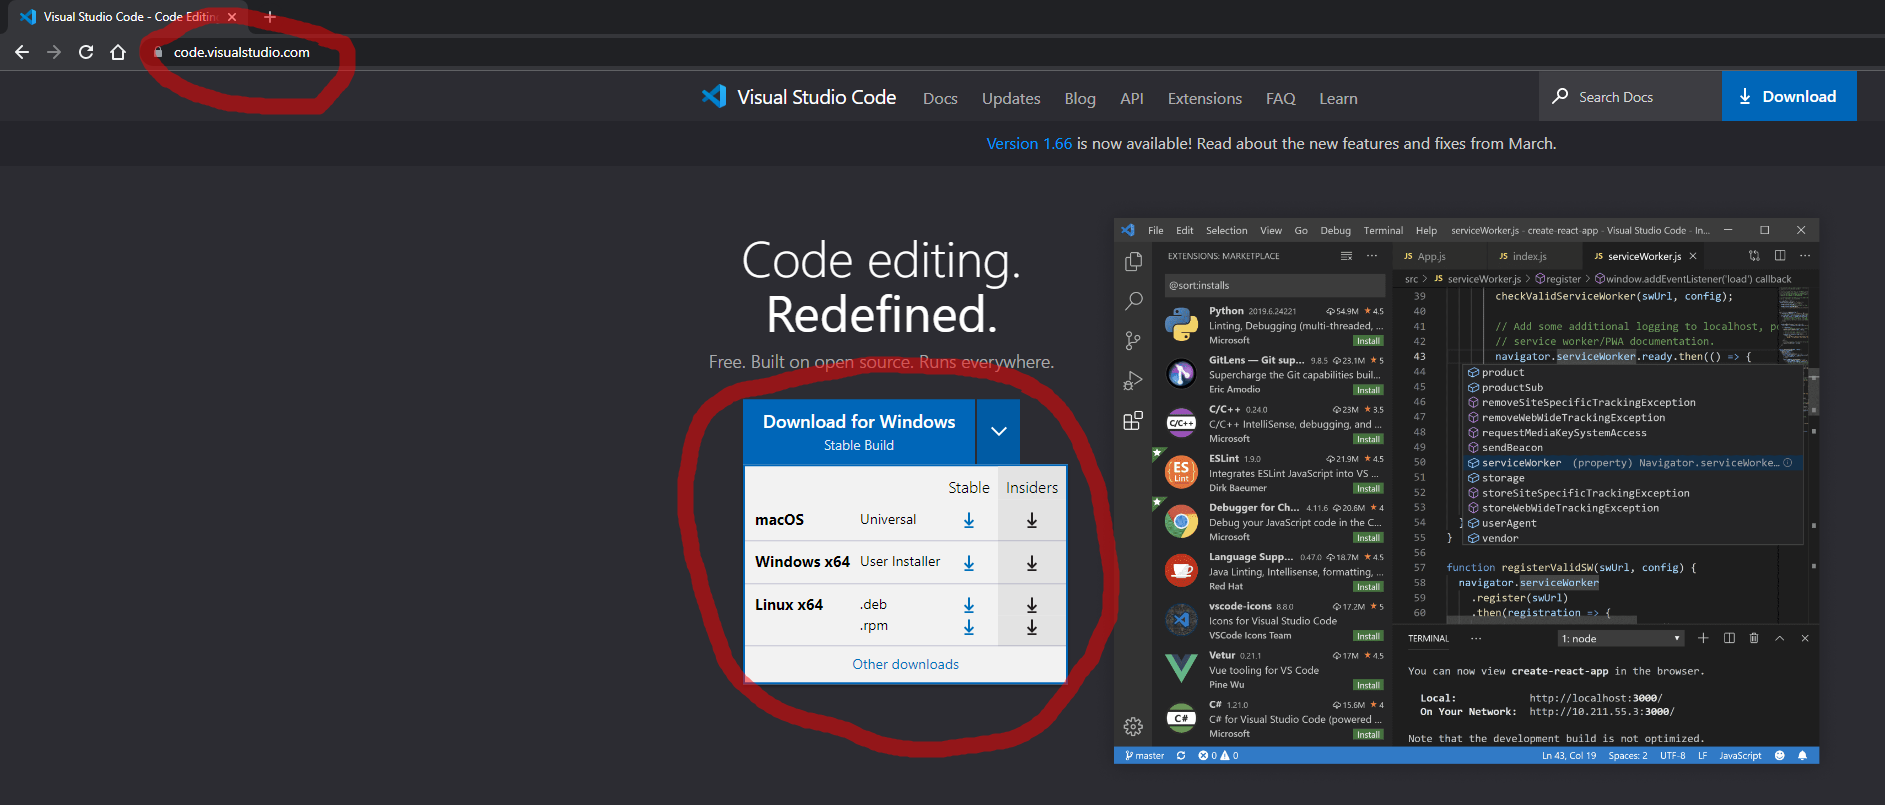 Visual Studio Code - Code Editin
code.visualstudio.com
Visual Studio Code Docs Updates Blog API Extensions FAQ Learn Search Docs Download
Version 1.66 is now available! Read about the new features and fixes from March.
Code editing.
Redefined.
Free. Built on open source. Runs everywhere.
Download for Windows
Stable Build
Stable Insiders
macOS Universal
Windows x64 User Installer
Linux x64 .deb
.rpm
Other downloads
File Edit Selection View Go Debug Terminal Help serviceWorker.js - create-react-app - Visual Studio Code - In...
EXTENSIONS: MARKETPLACE
@sort:installs
Python 2019.6.24221 54.9M 4.5
Linting, Debugging (multi-threaded, ...
Microsoft Install
GitLens — Git sup... 9.8.5 23.1M 5
Supercharge the Git capabilities buil...
Eric Amodio Install
C/C++ 0.24.0 23M 3.5
C/C++ IntelliSense, debugging, and ...
Microsoft Install
C/C++
ESLint 1.9.0 21.9M 4.5
Integrates ESLint JavaScript into VS ...
Dirk Baeumer Install
ES
Lint
Debugger for Ch... 4.11.6 20.6M 4
Debug your JavaScript code in the C...
Microsoft Install
Language Supp... 0.47.0 18.7M 4.5
Java Linting, Intellisense, formatting, ...
Red Hat Install
vscode-icons 8.8.0 17.2M 5
Icons for Visual Studio Code
VSCode Icons Team Install
Vetur 0.21.1 17M 4.5
Vue tooling for VS Code
Pine Wu Install
C# 1.21.0 15.6M 4
C# for Visual Studio Code (powered ...
Microsoft Install
C#
JS App.js JS index.js JS serviceWorker.js
src > JS serviceWorker.js > register > window.addEventListener('load') callback
39 checkValidServiceWorker(swUrl, config);
40
41 // Add some additional logging to localhost, p
42 // service worker/PWA documentation.
43 navigator.serviceWorker.ready.then(() => {
44 product
45 productSub
46 removeSiteSpecificTrackingException
47 removeWebWideTrackingException
48 requestMediaKeySystemAccess
49 sendBeacon
50 serviceWorker (property) Navigator.serviceWorke...
51 storage
52 storeSiteSpecificTrackingException
53 storeWebWideTrackingException
54 } userAgent
55 } vendor
56
57 function registerValidSW(swUrl, config) {
58 navigator.serviceWorker
59 .register(swUrl)
60 .then(registration => {
TERMINAL ... 1: node
You can now view create-react-app in the browser.
Local: http://localhost:3000/
On Your Network: http://10.211.55.3:3000/
Note that the development build is not optimized.
master 0 0 Ln 43, Col 19 Spaces: 2 UTF-8 LF JavaScript